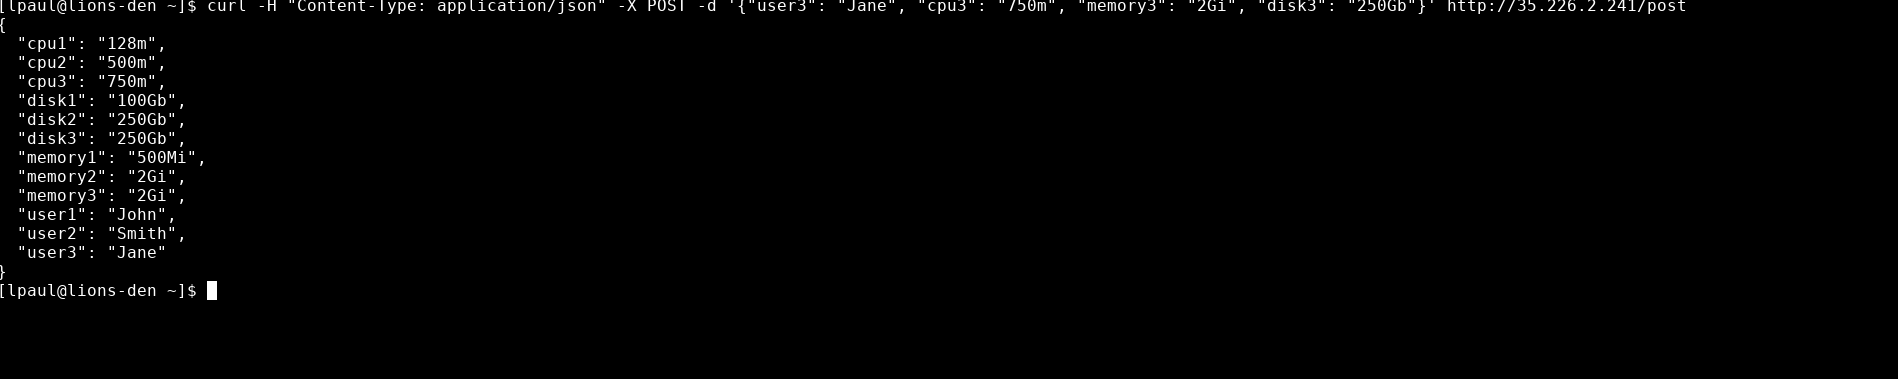 [lpaul@lions-den ~]$ curl -H "Content-Type: application/json" -X POST -d '{"user3": "Jane", "cpu3": "750m", "memory3": "2Gi", "disk3": "250Gb"}' http://35.226.2.241/post
{
  "cpu1": "128m",
  "cpu2": "500m",
  "cpu3": "750m",
  "disk1": "100Gb",
  "disk2": "250Gb",
  "disk3": "250Gb",
  "memory1": "500Mi",
  "memory2": "2Gi",
  "memory3": "2Gi",
  "user1": "John",
  "user2": "Smith",
  "user3": "Jane"
}
[lpaul@lions-den ~]$